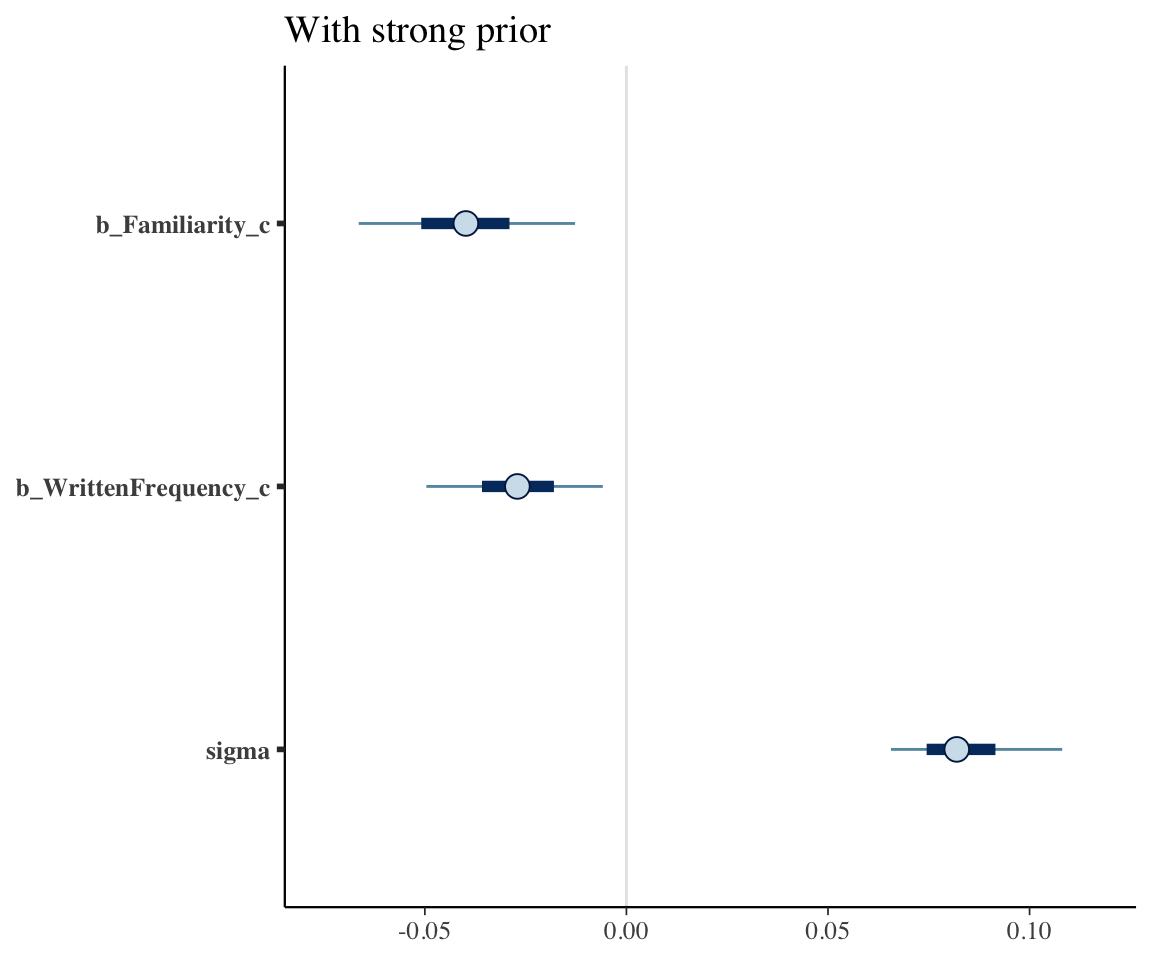 With strong prior
b_Familiarity_c
b_WrittenFrequency_c
sigma
-0.05 0.00 0.05 0.10